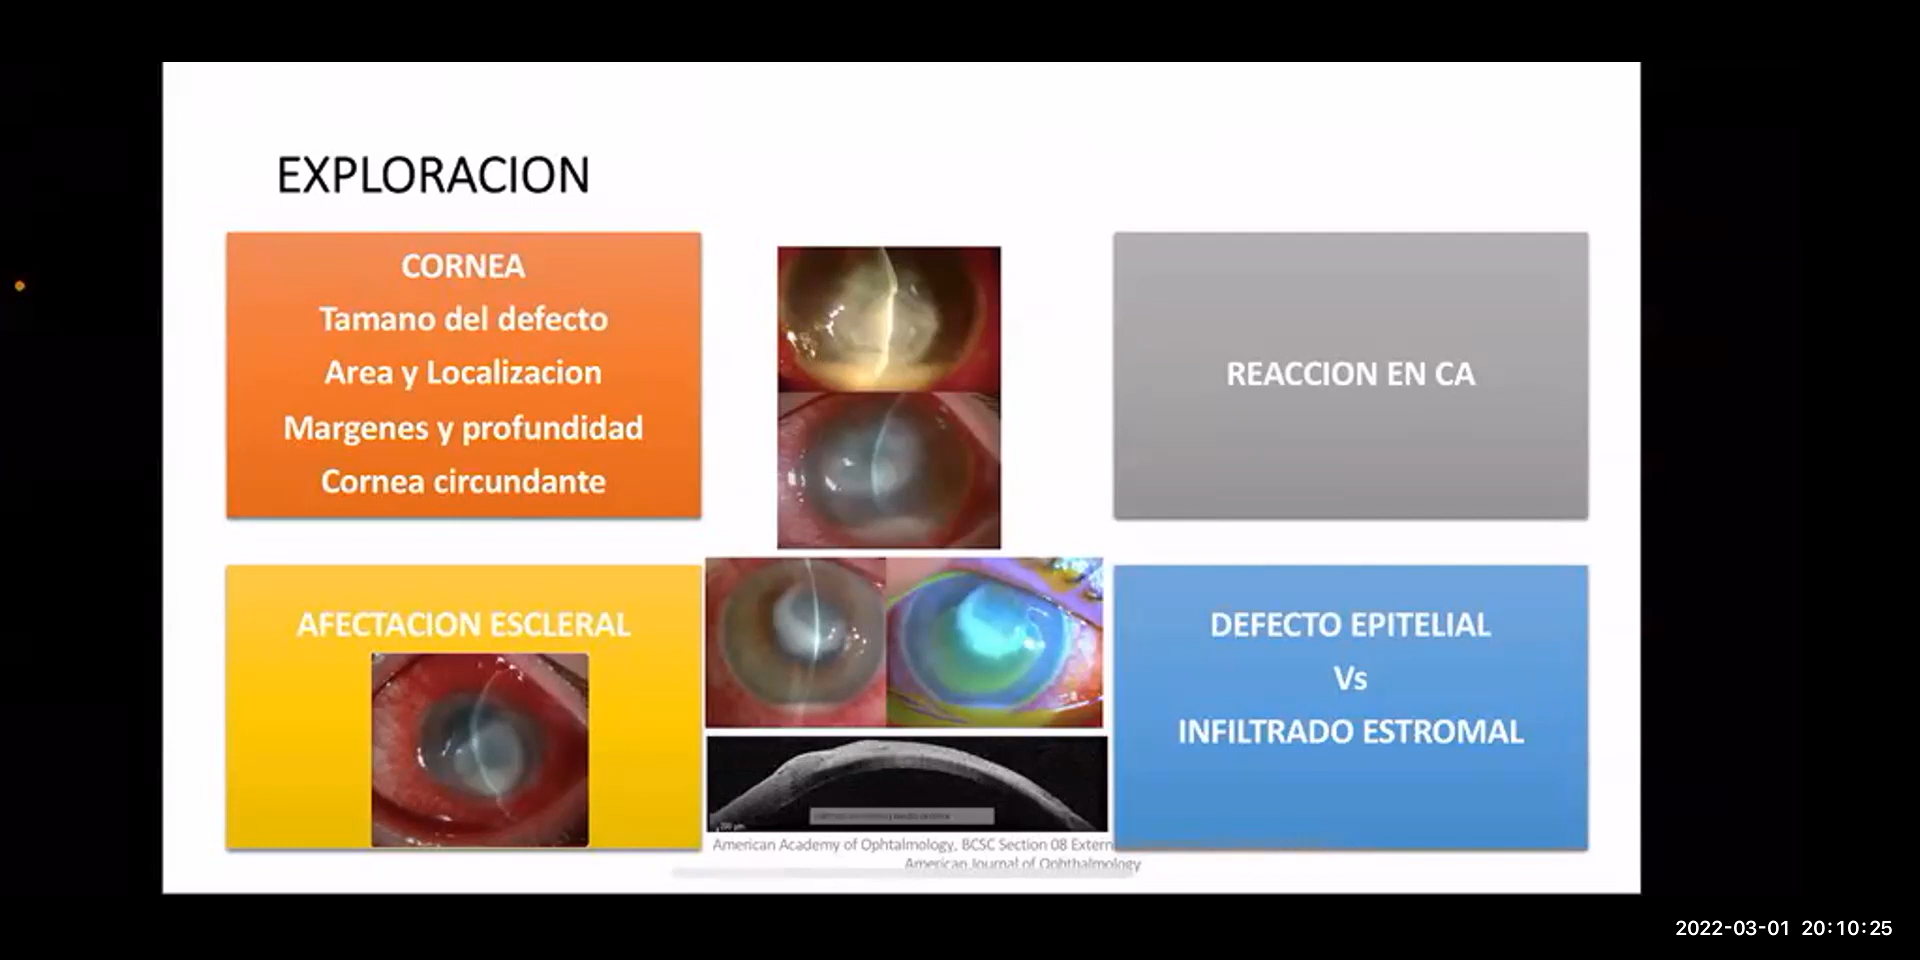 EXPLORACION
CORNEA
Tamano del defecto
Area y Localizacion
Margenes y profundidad
Cornea circundante
REACCION EN CA
AFECTACION ESCLERAL
DEFECTO EPITELIAL
Vs
INFILTRADO ESTROMAL
American Academy of Ophtalmology, BCSC Section 08 Extern
American Journal of Ophthalmology
2022-03-01 20:10:25